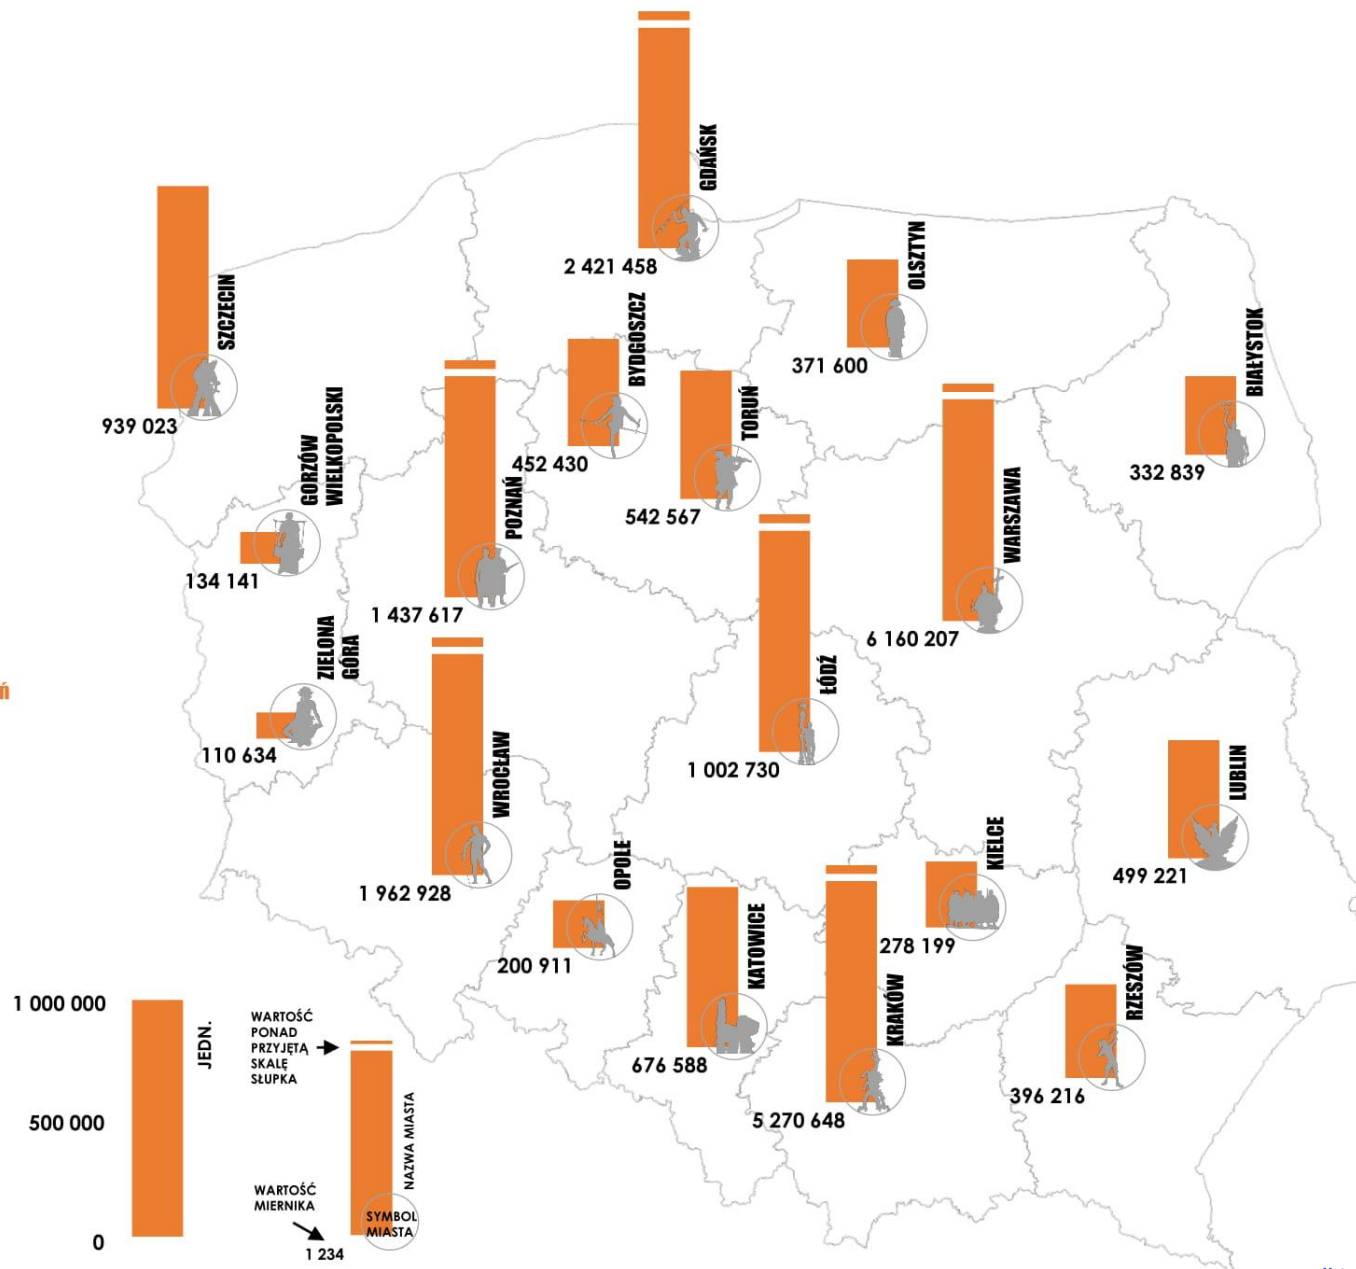 GDAŃSK
2 421 458
SZCZECIN
939 023
OLSZTYN
371 600
BYDGOSZCZ
452 430
TORUŃ
542 567
BIAŁYSTOK
332 839
GORZÓW
WIELKOPOLSKI
134 141
POZNAŃ
1 437 617
WARSZAWA
6 160 207
ZIELONA
GÓRA
110 634
ŁÓDŹ
1 002 730
WROCŁAW
1 962 928
LUBLIN
499 221
OPOLE
200 911
KATOWICE
676 588
KIELCE
278 199
KRAKÓW
5 270 648
RZESZÓW
396 216
ń
1 000 000
500 000
0
JEDN.
WARTOŚĆ
PONAD
PRZYJĘTĄ
SKALĘ
SŁUPKA
NAZWA MIASTA
WARTOŚĆ
MIERNIKA
SYMBOL
MIASTA
1 234